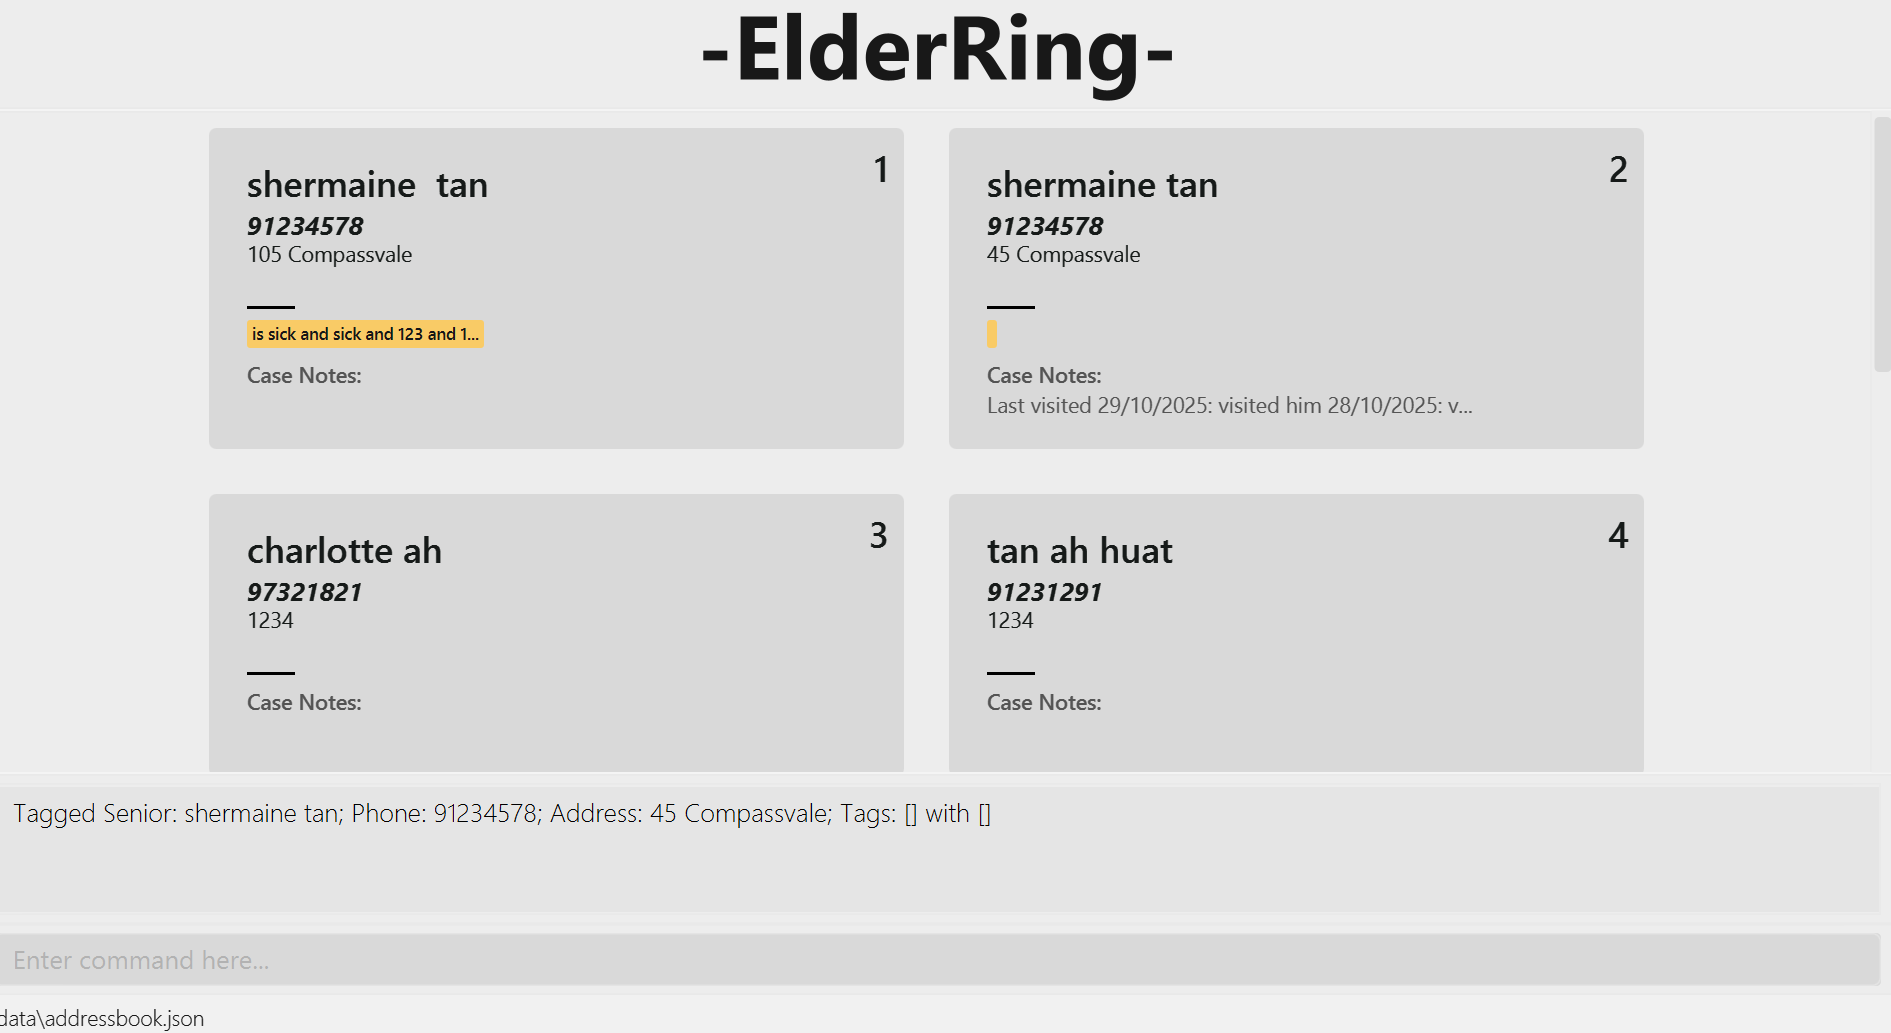 -ElderRing-
shermaine  tan
1
91234578
105 Compassvale
is sick and sick and 123 and 1...
Case Notes:
shermaine tan
2
91234578
45 Compassvale
Case Notes:
Last visited 29/10/2025: visited him 28/10/2025: v...
charlotte ah
3
97321821
1234
Case Notes:
tan ah huat
4
91231291
1234
Case Notes:
Tagged Senior: shermaine tan; Phone: 91234578; Address: 45 Compassvale; Tags: [] with []
Enter command here...
data\addressbook.json